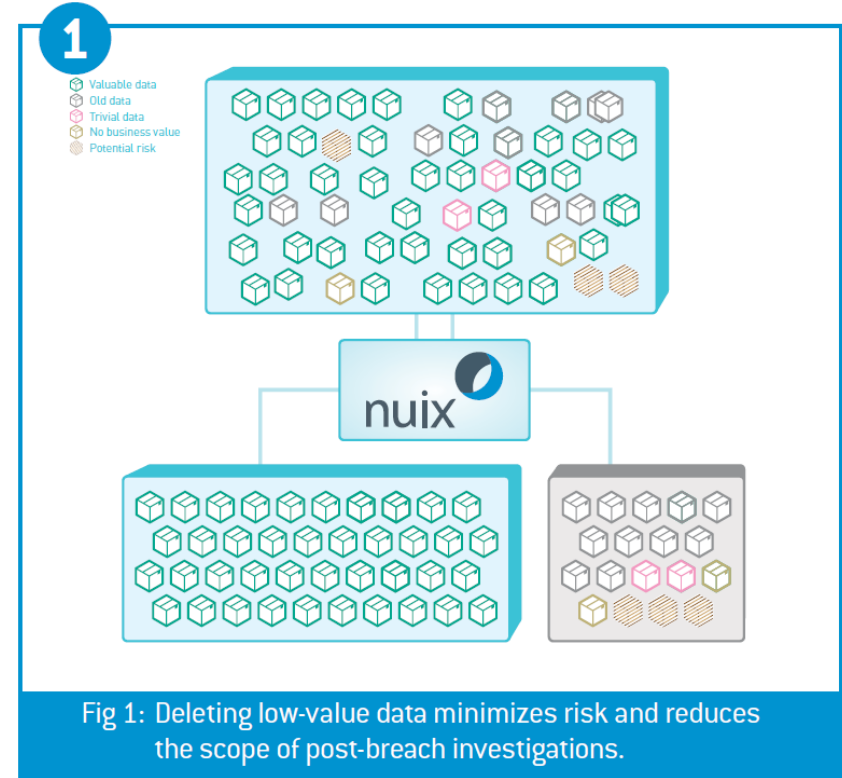 1
Valuable data
Old data
Trivial data
No business value
Potential risk
nuix
Fig 1: Deleting low-value data minimizes risk and reduces
the scope of post-breach investigations.